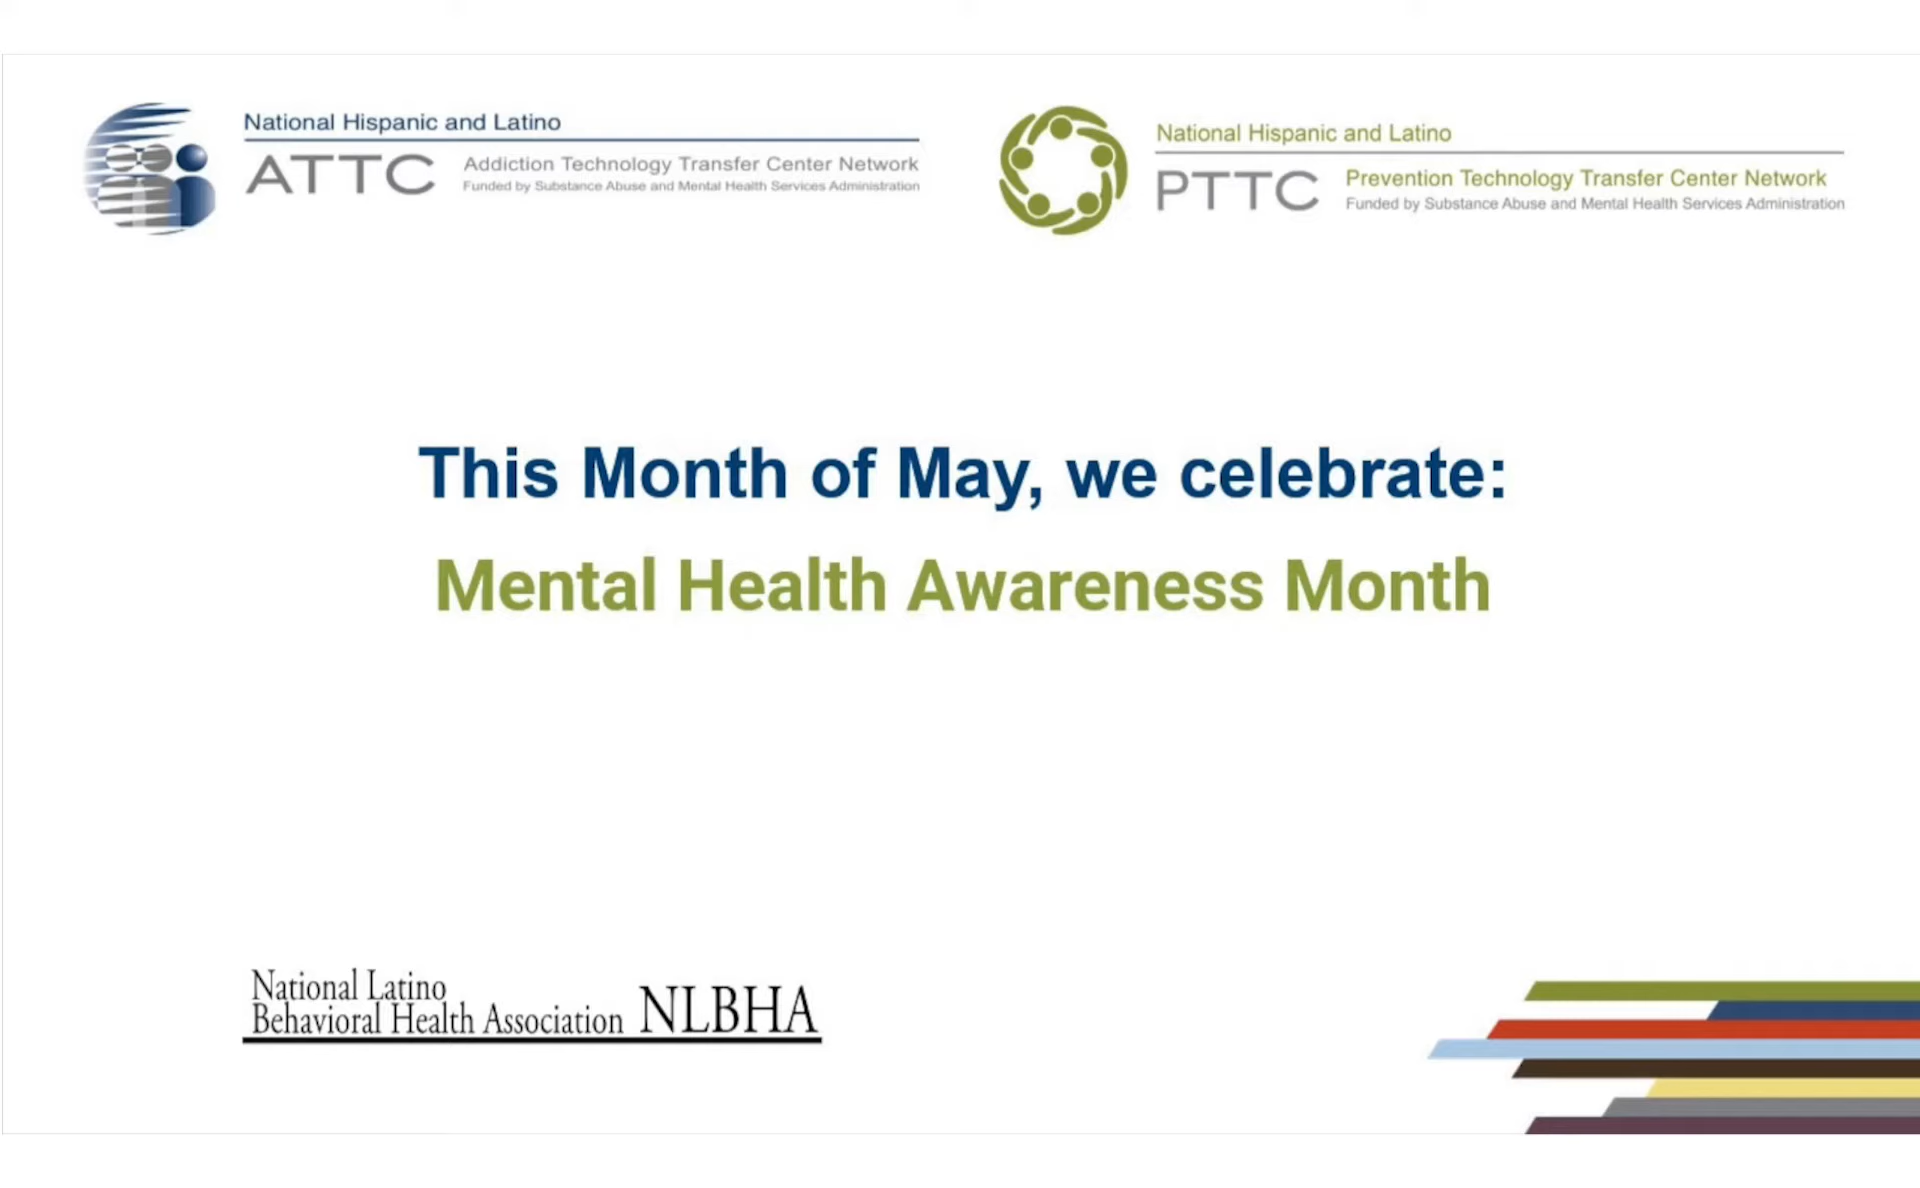 National Hispanic and Latino
ATTC
Addiction Technology Transfer Center Network
Funded by Substance Abuse and Mental Health Services Administration
National Hispanic and Latino
PTTC
Prevention Technology Transfer Center Network
Funded by Substance Abuse and Mental Health Services Administration
This Month of May, we celebrate:
Mental Health Awareness Month
National Latino
Behavioral Health Association NLBHA